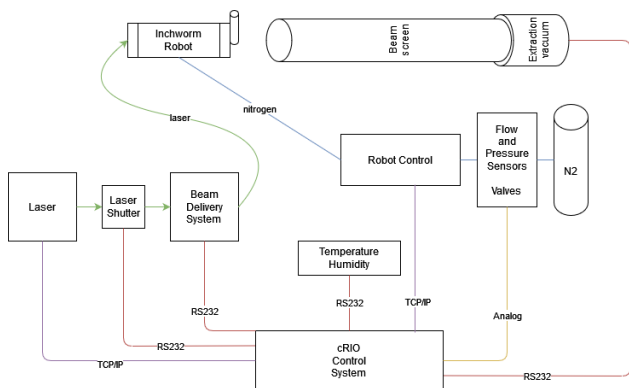 Inchworm
Robot
Beam
screen
Extraction
vacuum
laser
nitrogen
Flow
and
Pressure
Sensors
Valves
N2
Robot Control
Laser
Laser
Shutter
Beam
Delivery
System
Temperature
Humidity
RS232
RS232
TCP/IP
Analog
RS232
TCP/IP
cRIO
Control
System
RS232